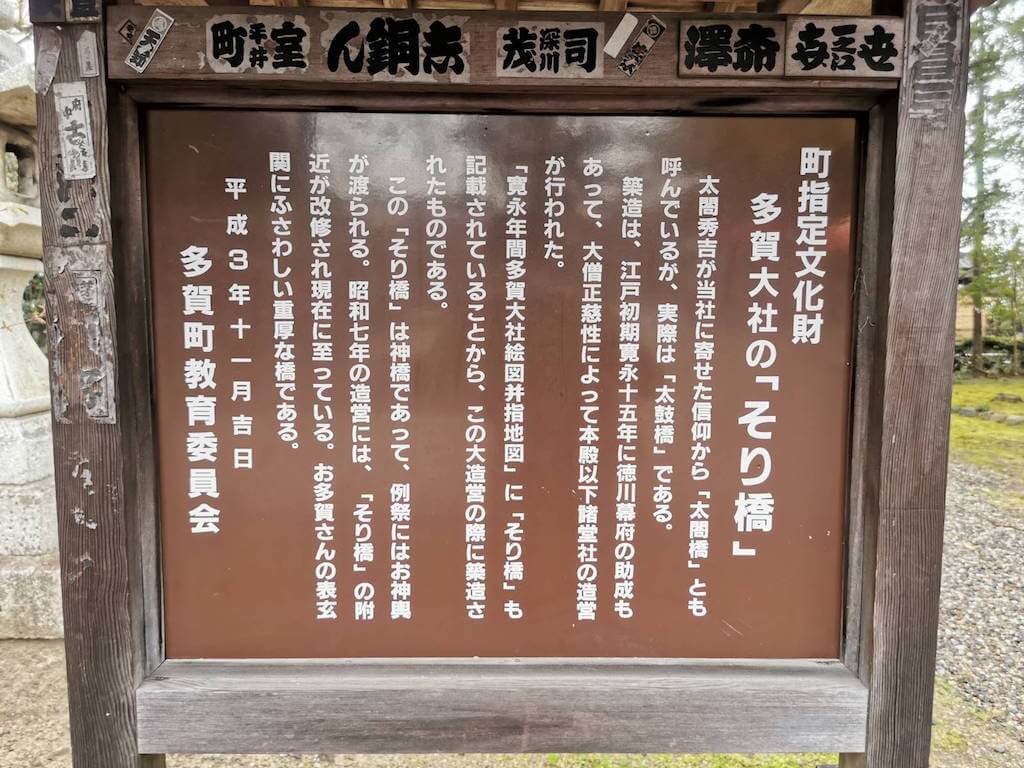 町指定文化財
多賀大社の「そり橋」
太閤秀吉が当社に寄せた信仰から「太閤橋」とも
呼んでいるが、実際は「太鼓橋」である。
築造は、江戸初期寛永十五年に徳川幕府の助成も
あって、大僧正慈性によって本殿以下諸堂社の造営
が行われた。
「寛永年間多賀大社絵図并指地図」に「そり橋」も
記載されていることから、この大造営の際に築造さ
れたものである。
この「そり橋」は神橋であって、例祭にはお神輿
が渡られる。昭和七年の造営には、「そり橋」の附
近が改修され現在に至っている。お多賀さんの表玄
関にふさわしい重厚な橋である。
平成３年十一月吉日
多賀町教育委員会